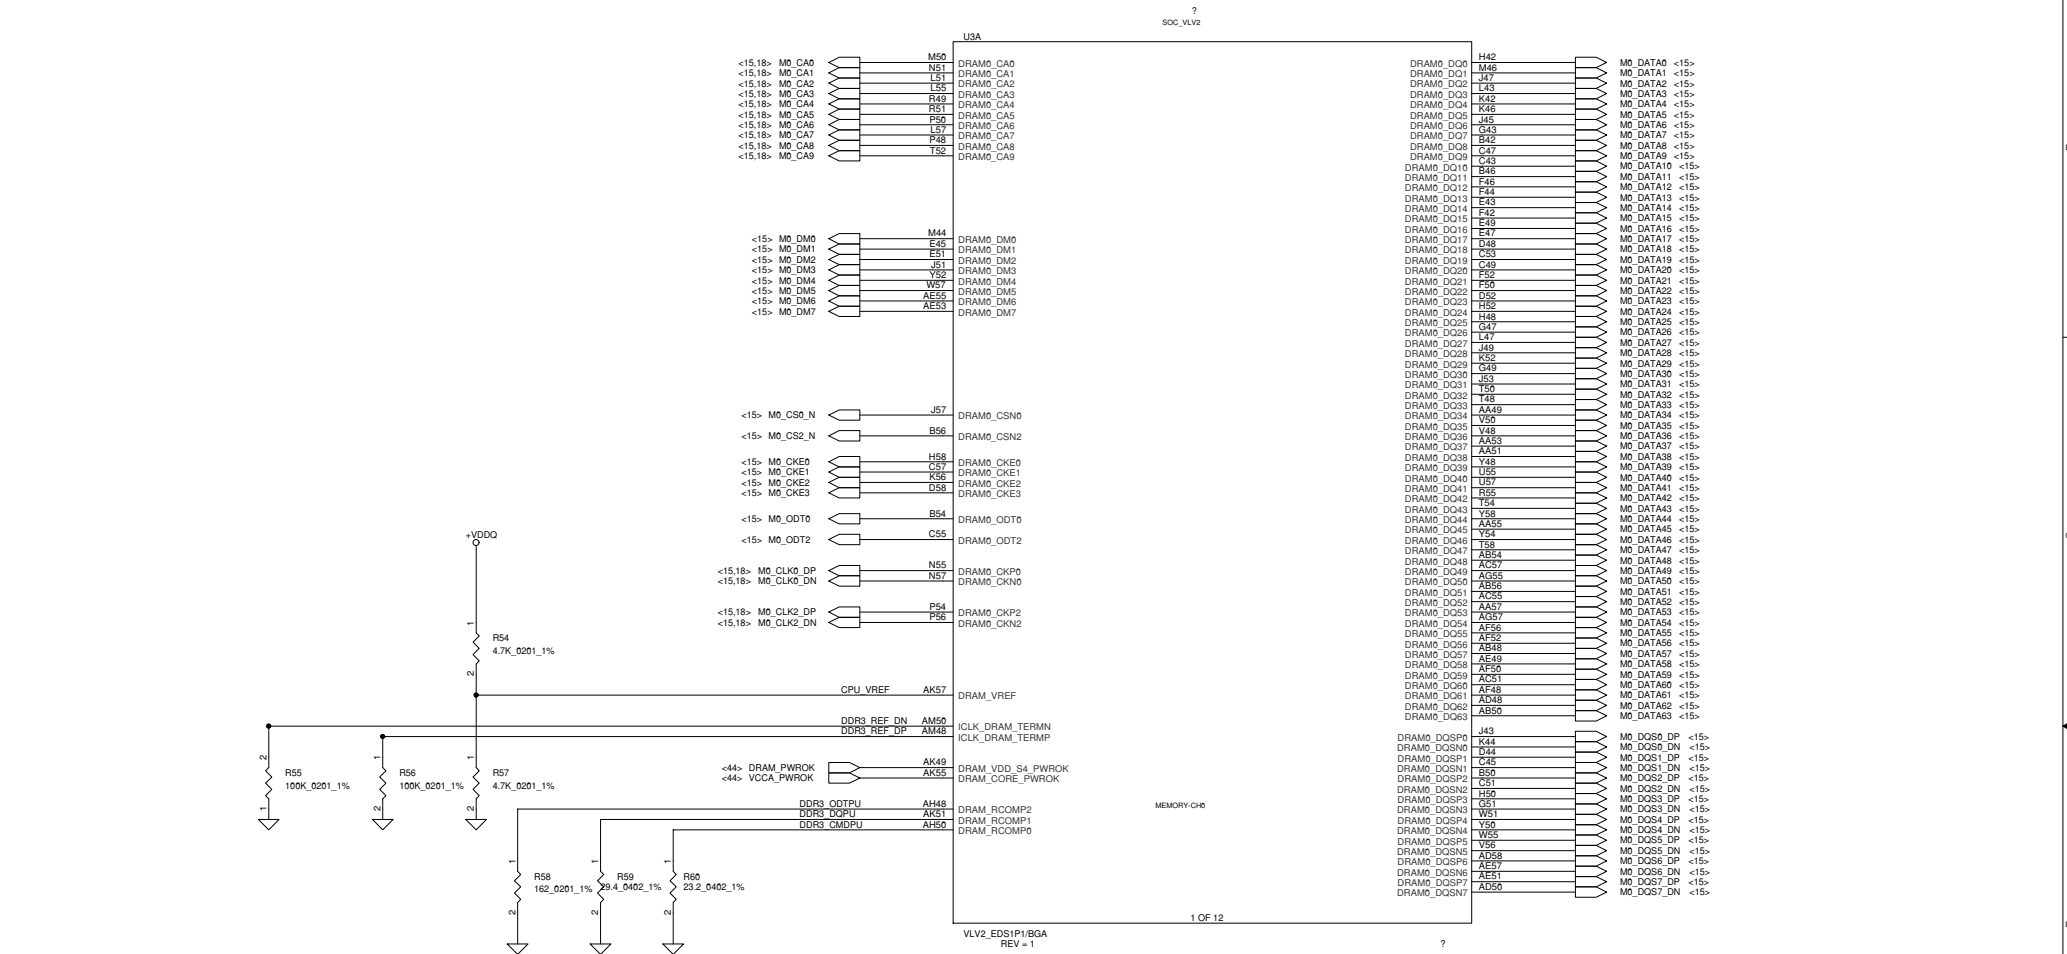 ?
SOC_VLV2
U3A
<15,18> M0_CA0 M50 DRAM0_CA0
<15,18> M0_CA1 N51 DRAM0_CA1
<15,18> M0_CA2 L51 DRAM0_CA2
<15,18> M0_CA3 L55 DRAM0_CA3
<15,18> M0_CA4 R49 DRAM0_CA4
<15,18> M0_CA5 R51 DRAM0_CA5
<15,18> M0_CA6 P50 DRAM0_CA6
<15,18> M0_CA7 L57 DRAM0_CA7
<15,18> M0_CA8 P48 DRAM0_CA8
<15,18> M0_CA9 T52 DRAM0_CA9
<15> M0_DM0 M44 DRAM0_DM0
<15> M0_DM1 E45 DRAM0_DM1
<15> M0_DM2 E51 DRAM0_DM2
<15> M0_DM3 J51 DRAM0_DM3
<15> M0_DM4 Y52 DRAM0_DM4
<15> M0_DM5 W57 DRAM0_DM5
<15> M0_DM6 AE55 DRAM0_DM6
<15> M0_DM7 AE53 DRAM0_DM7
<15> M0_CS0_N J57 DRAM0_CSN0
<15> M0_CS2_N B56 DRAM0_CSN2
<15> M0_CKE0 H58 DRAM0_CKE0
<15> M0_CKE1 C57 DRAM0_CKE1
<15> M0_CKE2 K56 DRAM0_CKE2
<15> M0_CKE3 D58 DRAM0_CKE3
<15> M0_ODT0 B54 DRAM0_ODT0
<15> M0_ODT2 C55 DRAM0_ODT2
<15,18> M0_CLK0_DP N55 DRAM0_CKP0
<15,18> M0_CLK0_DN N57 DRAM0_CKN0
<15,18> M0_CLK2_DP P54 DRAM0_CKP2
<15,18> M0_CLK2_DN P56 DRAM0_CKN2
+VDDQ
1
R54
4.7K_0201_1%
2
CPU_VREF AK57 DRAM_VREF
DDR3_REF_DN AM50 ICLK_DRAM_TERMN
DDR3_REF_DP AM48 ICLK_DRAM_TERMP
2 1 1
R55 R56 R57
100K_0201_1% 100K_0201_1% 4.7K_0201_1%
1 2 2
<44> DRAM_PWROK AK49 DRAM_VDD_S4_PWROK
<44> VCCA_PWROK AK55 DRAM_CORE_PWROK
DDR3_ODTPU AH48 DRAM_RCOMP2
DDR3_DQPU AK51 DRAM_RCOMP1
DDR3_CMDPU AH50 DRAM_RCOMP0
1 1 1
R58 R59 R60
162_0201_1% 29.4_0402_1% 23.2_0402_1%
2 2 2
MEMORY-CH0
DRAM0_DQ0 H42 M0_DATA0 <15>
DRAM0_DQ1 M46 M0_DATA1 <15>
DRAM0_DQ2 J47 M0_DATA2 <15>
DRAM0_DQ3 L43 M0_DATA3 <15>
DRAM0_DQ4 K42 M0_DATA4 <15>
DRAM0_DQ5 K46 M0_DATA5 <15>
DRAM0_DQ6 J45 M0_DATA6 <15>
DRAM0_DQ7 G43 M0_DATA7 <15>
DRAM0_DQ8 B42 M0_DATA8 <15>
DRAM0_DQ9 C47 M0_DATA9 <15>
DRAM0_DQ10 C43 M0_DATA10 <15>
DRAM0_DQ11 B46 M0_DATA11 <15>
DRAM0_DQ12 F46 M0_DATA12 <15>
DRAM0_DQ13 F44 M0_DATA13 <15>
DRAM0_DQ14 E43 M0_DATA14 <15>
DRAM0_DQ15 F42 M0_DATA15 <15>
DRAM0_DQ16 E49 M0_DATA16 <15>
DRAM0_DQ17 E47 M0_DATA17 <15>
DRAM0_DQ18 D48 M0_DATA18 <15>
DRAM0_DQ19 C53 M0_DATA19 <15>
DRAM0_DQ20 C49 M0_DATA20 <15>
DRAM0_DQ21 F52 M0_DATA21 <15>
DRAM0_DQ22 F50 M0_DATA22 <15>
DRAM0_DQ23 D52 M0_DATA23 <15>
DRAM0_DQ24 H52 M0_DATA24 <15>
DRAM0_DQ25 H48 M0_DATA25 <15>
DRAM0_DQ26 G47 M0_DATA26 <15>
DRAM0_DQ27 L47 M0_DATA27 <15>
DRAM0_DQ28 J49 M0_DATA28 <15>
DRAM0_DQ29 K52 M0_DATA29 <15>
DRAM0_DQ30 G49 M0_DATA30 <15>
DRAM0_DQ31 J53 M0_DATA31 <15>
DRAM0_DQ32 T50 M0_DATA32 <15>
DRAM0_DQ33 T48 M0_DATA33 <15>
DRAM0_DQ34 AA49 M0_DATA34 <15>
DRAM0_DQ35 V50 M0_DATA35 <15>
DRAM0_DQ36 V48 M0_DATA36 <15>
DRAM0_DQ37 AA53 M0_DATA37 <15>
DRAM0_DQ38 AA51 M0_DATA38 <15>
DRAM0_DQ39 Y48 M0_DATA39 <15>
DRAM0_DQ40 U55 M0_DATA40 <15>
DRAM0_DQ41 U57 M0_DATA41 <15>
DRAM0_DQ42 R55 M0_DATA42 <15>
DRAM0_DQ43 T54 M0_DATA43 <15>
DRAM0_DQ44 Y58 M0_DATA44 <15>
DRAM0_DQ45 AA55 M0_DATA45 <15>
DRAM0_DQ46 Y54 M0_DATA46 <15>
DRAM0_DQ47 T58 M0_DATA47 <15>
DRAM0_DQ48 AB54 M0_DATA48 <15>
DRAM0_DQ49 AC57 M0_DATA49 <15>
DRAM0_DQ50 AG55 M0_DATA50 <15>
DRAM0_DQ51 AB56 M0_DATA51 <15>
DRAM0_DQ52 AC55 M0_DATA52 <15>
DRAM0_DQ53 AA57 M0_DATA53 <15>
DRAM0_DQ54 AG57 M0_DATA54 <15>
DRAM0_DQ55 AF56 M0_DATA55 <15>
DRAM0_DQ56 AF52 M0_DATA56 <15>
DRAM0_DQ57 AB48 M0_DATA57 <15>
DRAM0_DQ58 AE49 M0_DATA58 <15>
DRAM0_DQ59 AF50 M0_DATA59 <15>
DRAM0_DQ60 AC51 M0_DATA60 <15>
DRAM0_DQ61 AF48 M0_DATA61 <15>
DRAM0_DQ62 AD48 M0_DATA62 <15>
DRAM0_DQ63 AB50 M0_DATA63 <15>
DRAM0_DQSP0 J43 M0_DQS0_DP <15>
DRAM0_DQSN0 K44 M0_DQS0_DN <15>
DRAM0_DQSP1 D44 M0_DQS1_DP <15>
DRAM0_DQSN1 C45 M0_DQS1_DN <15>
DRAM0_DQSP2 B50 M0_DQS2_DP <15>
DRAM0_DQSN2 C51 M0_DQS2_DN <15>
DRAM0_DQSP3 H50 M0_DQS3_DP <15>
DRAM0_DQSN3 G51 M0_DQS3_DN <15>
DRAM0_DQSP4 W51 M0_DQS4_DP <15>
DRAM0_DQSN4 Y50 M0_DQS4_DN <15>
DRAM0_DQSP5 W55 M0_DQS5_DP <15>
DRAM0_DQSN5 V56 M0_DQS5_DN <15>
DRAM0_DQSP6 AD58 M0_DQS6_DP <15>
DRAM0_DQSN6 AE57 M0_DQS6_DN <15>
DRAM0_DQSP7 AE51 M0_DQS7_DP <15>
DRAM0_DQSN7 AD50 M0_DQS7_DN <15>
1 OF 12
VLV2_EDS1P1/BGA
REV = 1
?